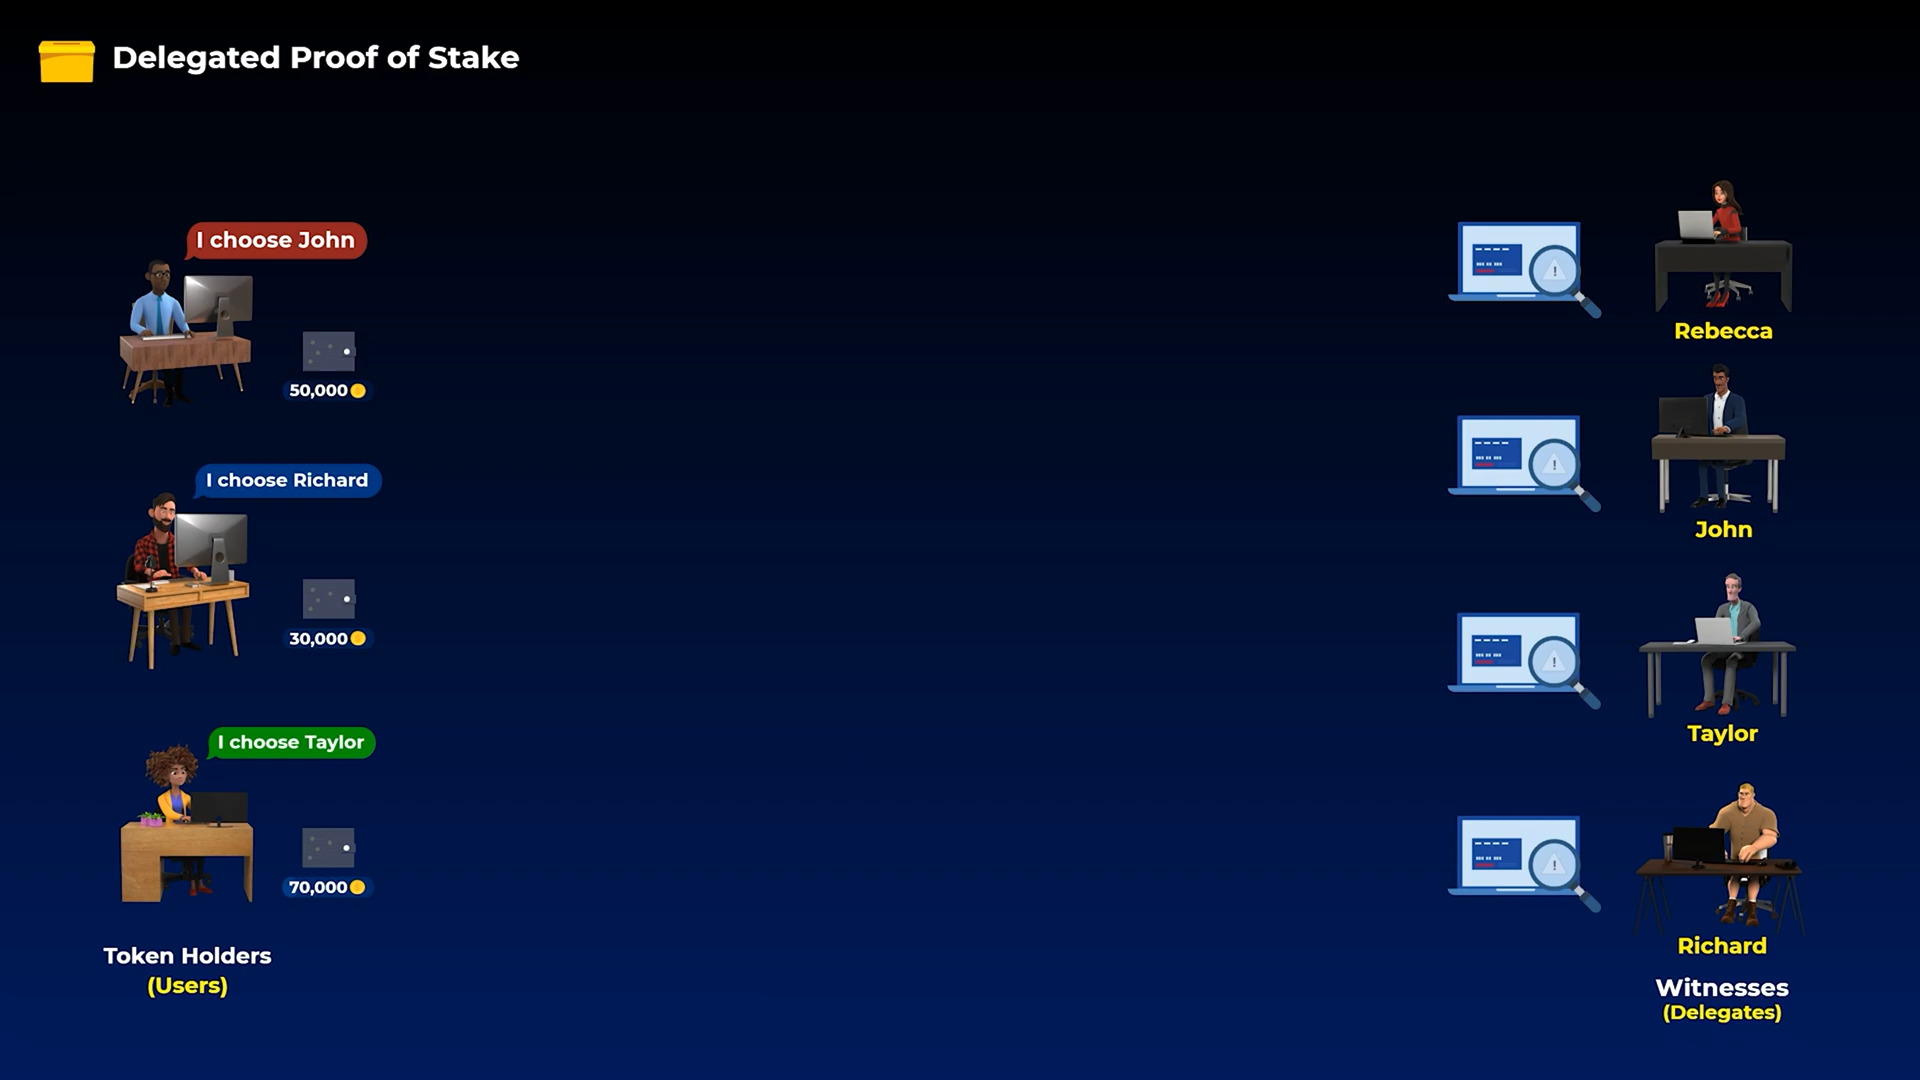 Delegated Proof of Stake
I choose John
50,000
I choose Richard
30,000
I choose Taylor
70,000
Token Holders
(Users)
Rebecca
John
Taylor
Richard
Witnesses
(Delegates)